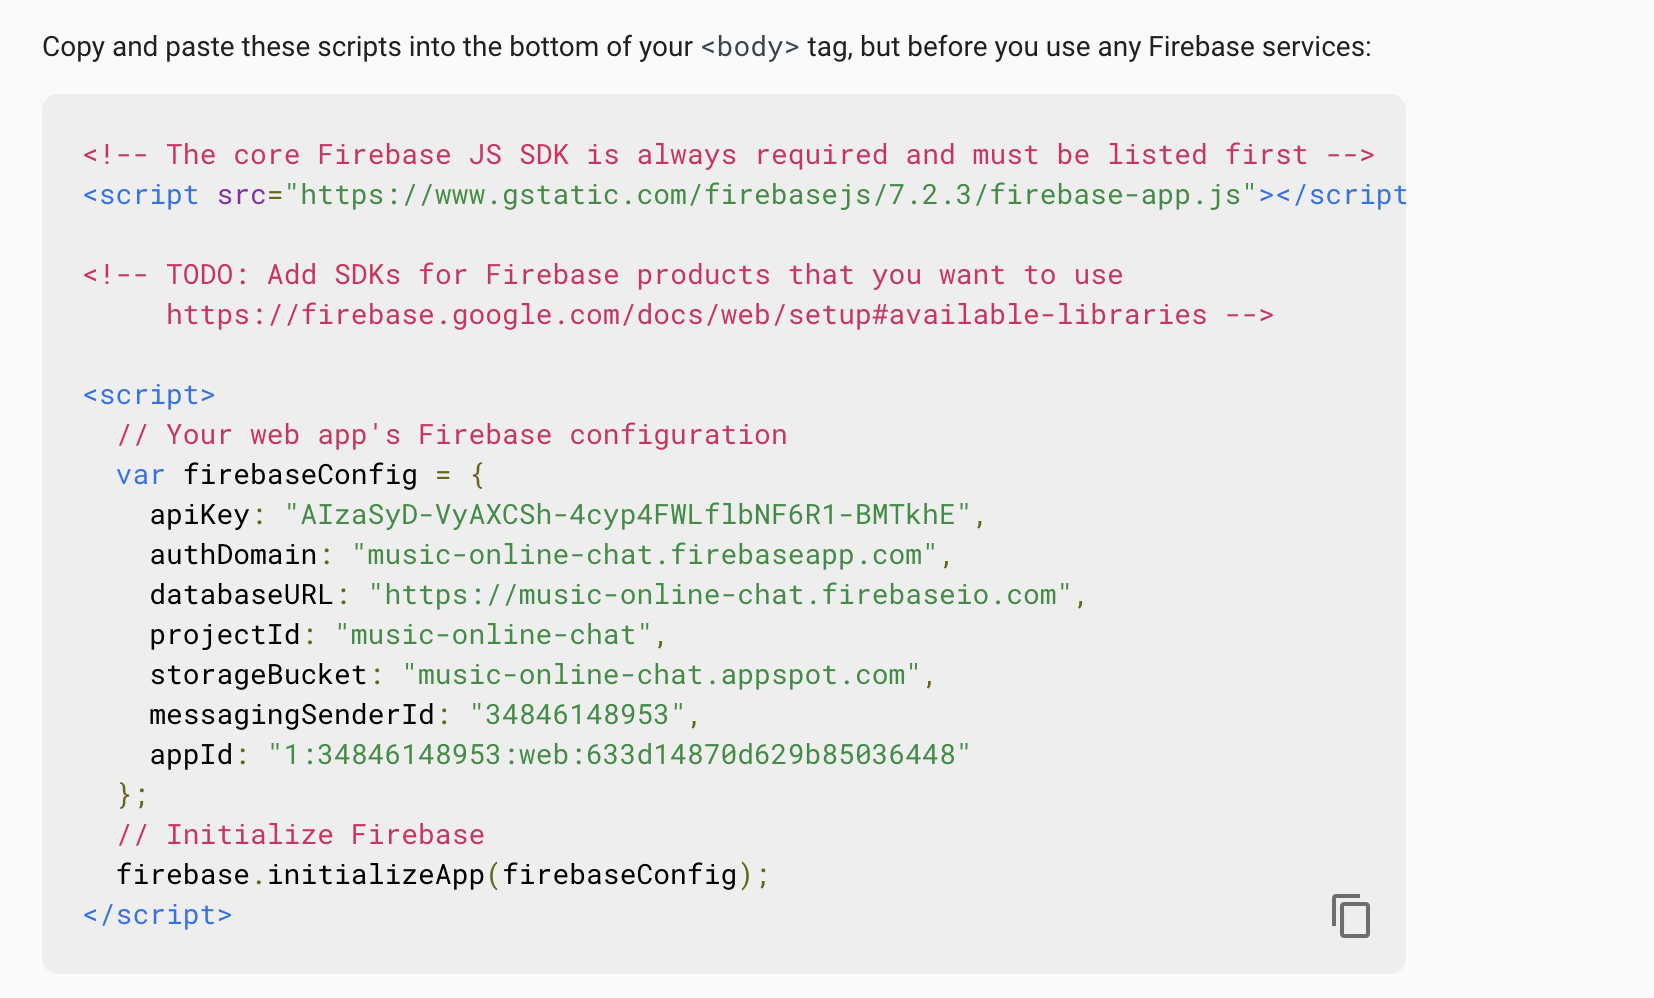 Copy and paste these scripts into the bottom of your <body> tag, but before you use any Firebase services:
<!-- The core Firebase JS SDK is always required and must be listed first -->
<script src="https://www.gstatic.com/firebasejs/7.2.3/firebase-app.js"></script
<!-- TODO: Add SDKs for Firebase products that you want to use
https://firebase.google.com/docs/web/setup#available-libraries -->
<script>
// Your web app's Firebase configuration
var firebaseConfig = {
apiKey: "AIzaSyD-VyAXCSh-4cyp4FWLflbNF6R1-BMTkhE",
authDomain: "music-online-chat.firebaseapp.com",
databaseURL: "https://music-online-chat.firebaseio.com",
projectId: "music-online-chat",
storageBucket: "music-online-chat.appspot.com",
messagingSenderId: "34846148953",
appId: "1:34846148953:web:633d14870d629b85036448"
};
// Initialize Firebase
firebase.initializeApp(firebaseConfig);
</script>